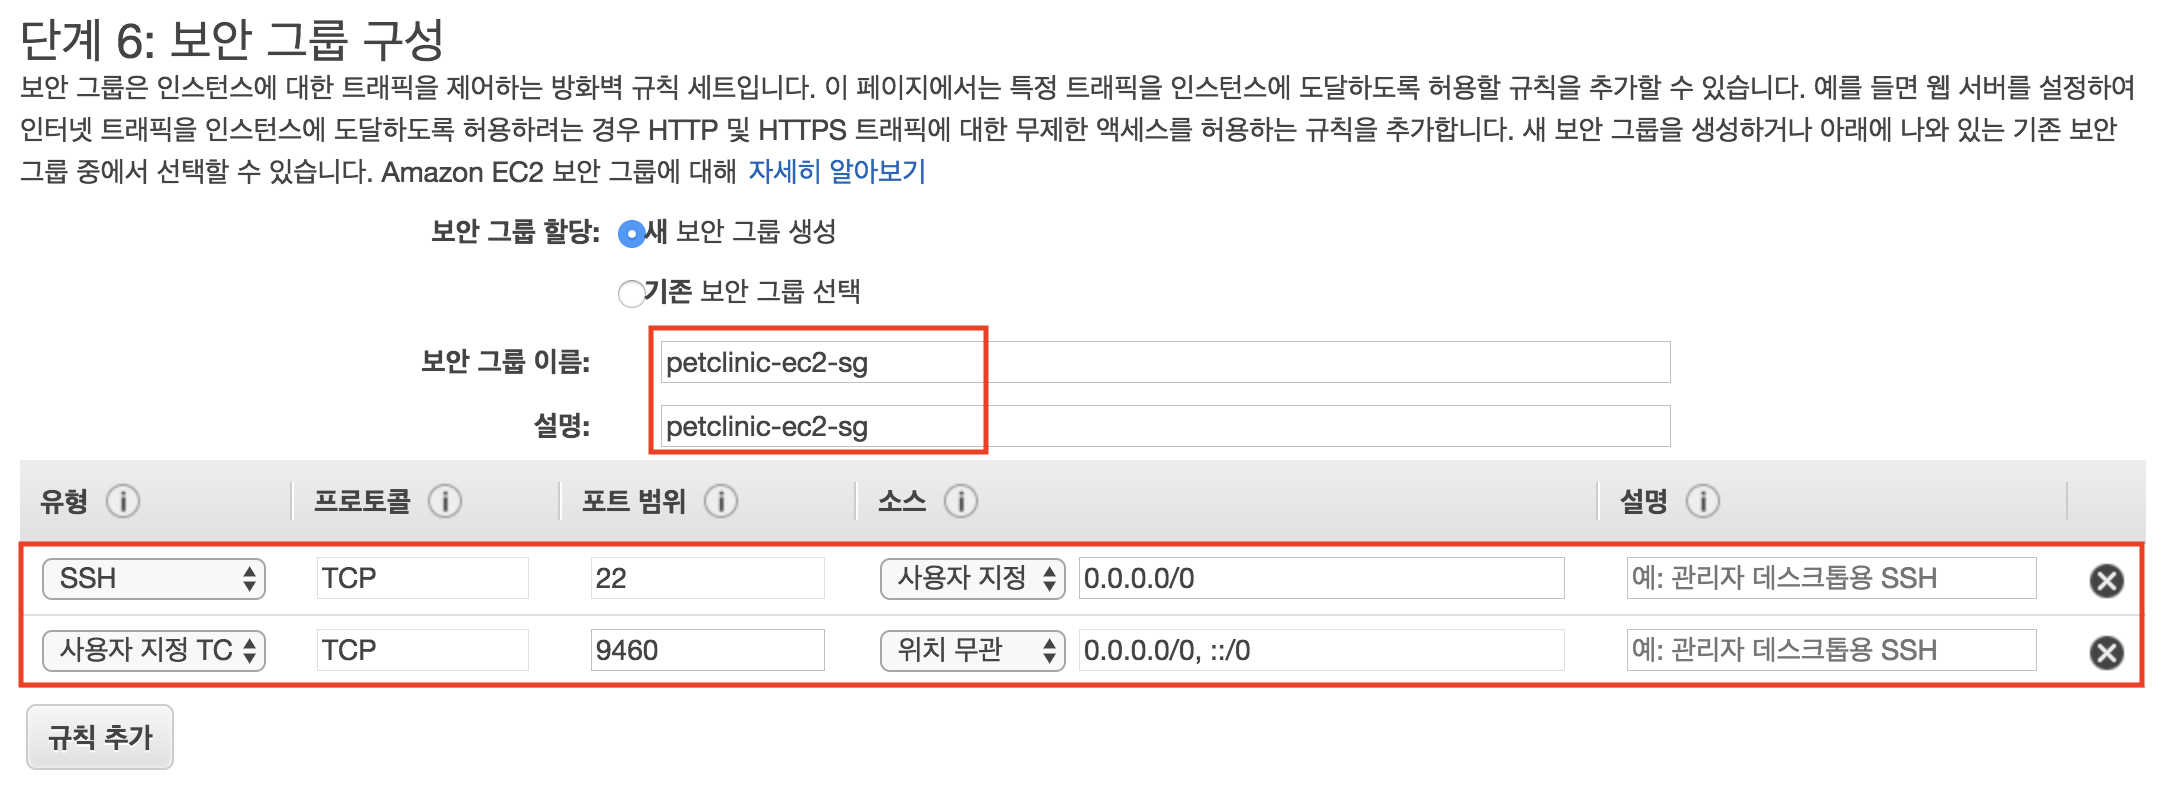 단계 6: 보안 그룹 구성
보안 그룹은 인스턴스에 대한 트래픽을 제어하는 방화벽 규칙 세트입니다. 이 페이지에서는 특정 트래픽을 인스턴스에 도달하도록 허용할 규칙을 추가할 수 있습니다. 예를 들면 웹 서버를 설정하여
인터넷 트래픽을 인스턴스에 도달하도록 허용하려는 경우 HTTP 및 HTTPS 트래픽에 대한 무제한 액세스를 허용하는 규칙을 추가합니다. 새 보안 그룹을 생성하거나 아래에 나와 있는 기존 보안
그룹 중에서 선택할 수 있습니다. Amazon EC2 보안 그룹에 대해 자세히 알아보기
보안 그룹 할당: 새 보안 그룹 생성
기존 보안 그룹 선택
보안 그룹 이름: petclinic-ec2-sg
설명: petclinic-ec2-sg
유형 프로토콜 포트 범위 소스 설명
SSH TCP 22 사용자 지정 0.0.0.0/0 예: 관리자 데스크톱용 SSH
사용자 지정 TC TCP 9460 위치 무관 0.0.0.0/0, ::/0 예: 관리자 데스크톱용 SSH
규칙 추가